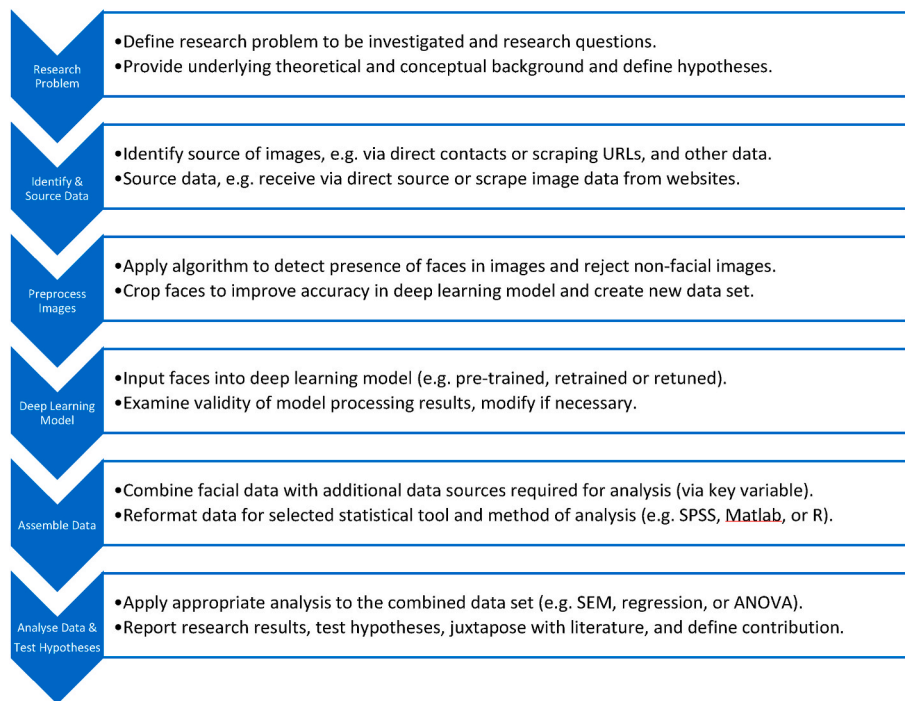 Research
Problem
•Define research problem to be investigated and research questions.
•Provide underlying theoretical and conceptual background and define hypotheses.
Identify &
Source Data
•Identify source of images, e.g. via direct contacts or scraping URLs, and other data.
•Source data, e.g. receive via direct source or scrape image data from websites.
Preprocess
Images
•Apply algorithm to detect presence of faces in images and reject non-facial images.
•Crop faces to improve accuracy in deep learning model and create new data set.
Deep Learning
Model
•Input faces into deep learning model (e.g. pre-trained, retrained or retuned).
•Examine validity of model processing results, modify if necessary.
Assemble Data
•Combine facial data with additional data sources required for analysis (via key variable).
•Reformat data for selected statistical tool and method of analysis (e.g. SPSS, Matlab, or R).
Analyse Data &
Test Hypotheses
•Apply appropriate analysis to the combined data set (e.g. SEM, regression, or ANOVA).
•Report research results, test hypotheses, juxtapose with literature, and define contribution.